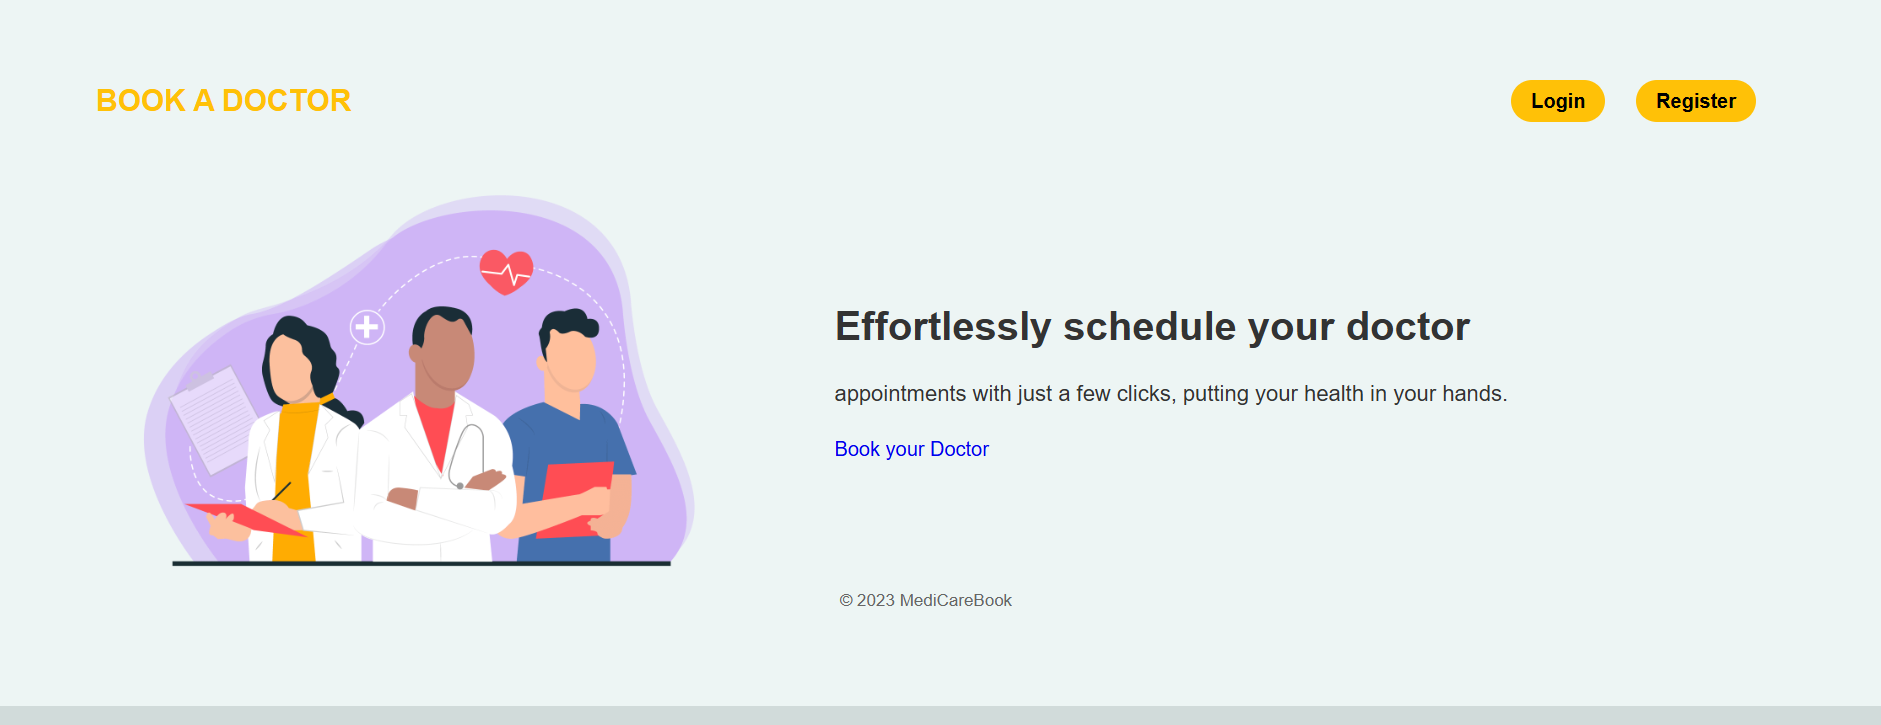 BOOK A DOCTOR
Login
Register
Effortlessly schedule your doctor
appointments with just a few clicks, putting your health in your hands.
Book your Doctor
© 2023 MediCareBook